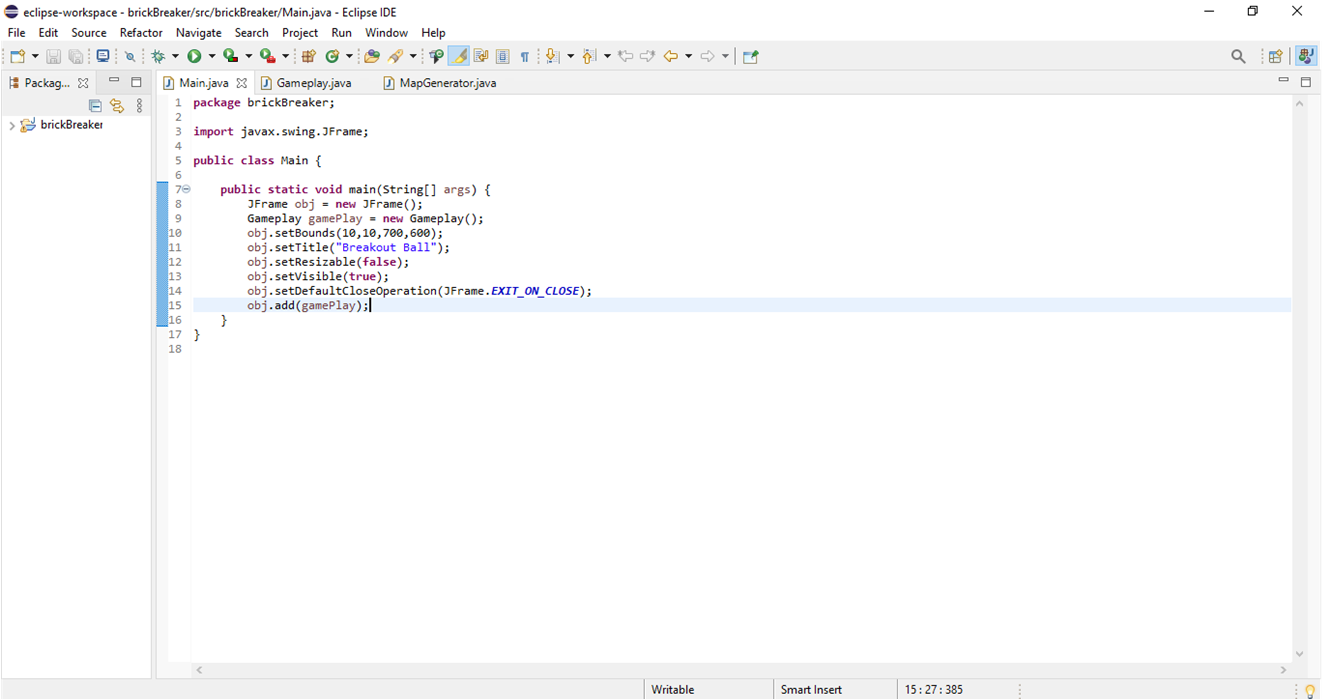 eclipse-workspace - brickBreaker/src/brickBreaker/Main.java - Eclipse IDE
File Edit Source Refactor Navigate Search Project Run Window Help
Packag... Main.java Gameplay.java MapGenerator.java
brickBreaker
1 package brickBreaker;
2
3 import javax.swing.JFrame;
4
5 public class Main {
6
7 public static void main(String[] args) {
8 JFrame obj = new JFrame();
9 Gameplay gamePlay = new Gameplay();
10 obj.setBounds(10,10,700,600);
11 obj.setTitle("Breakout Ball");
12 obj.setResizable(false);
13 obj.setVisible(true);
14 obj.setDefaultCloseOperation(JFrame.EXIT_ON_CLOSE);
15 obj.add(gamePlay);
16 }
17 }
18
Writable Smart Insert 15 : 27 : 385